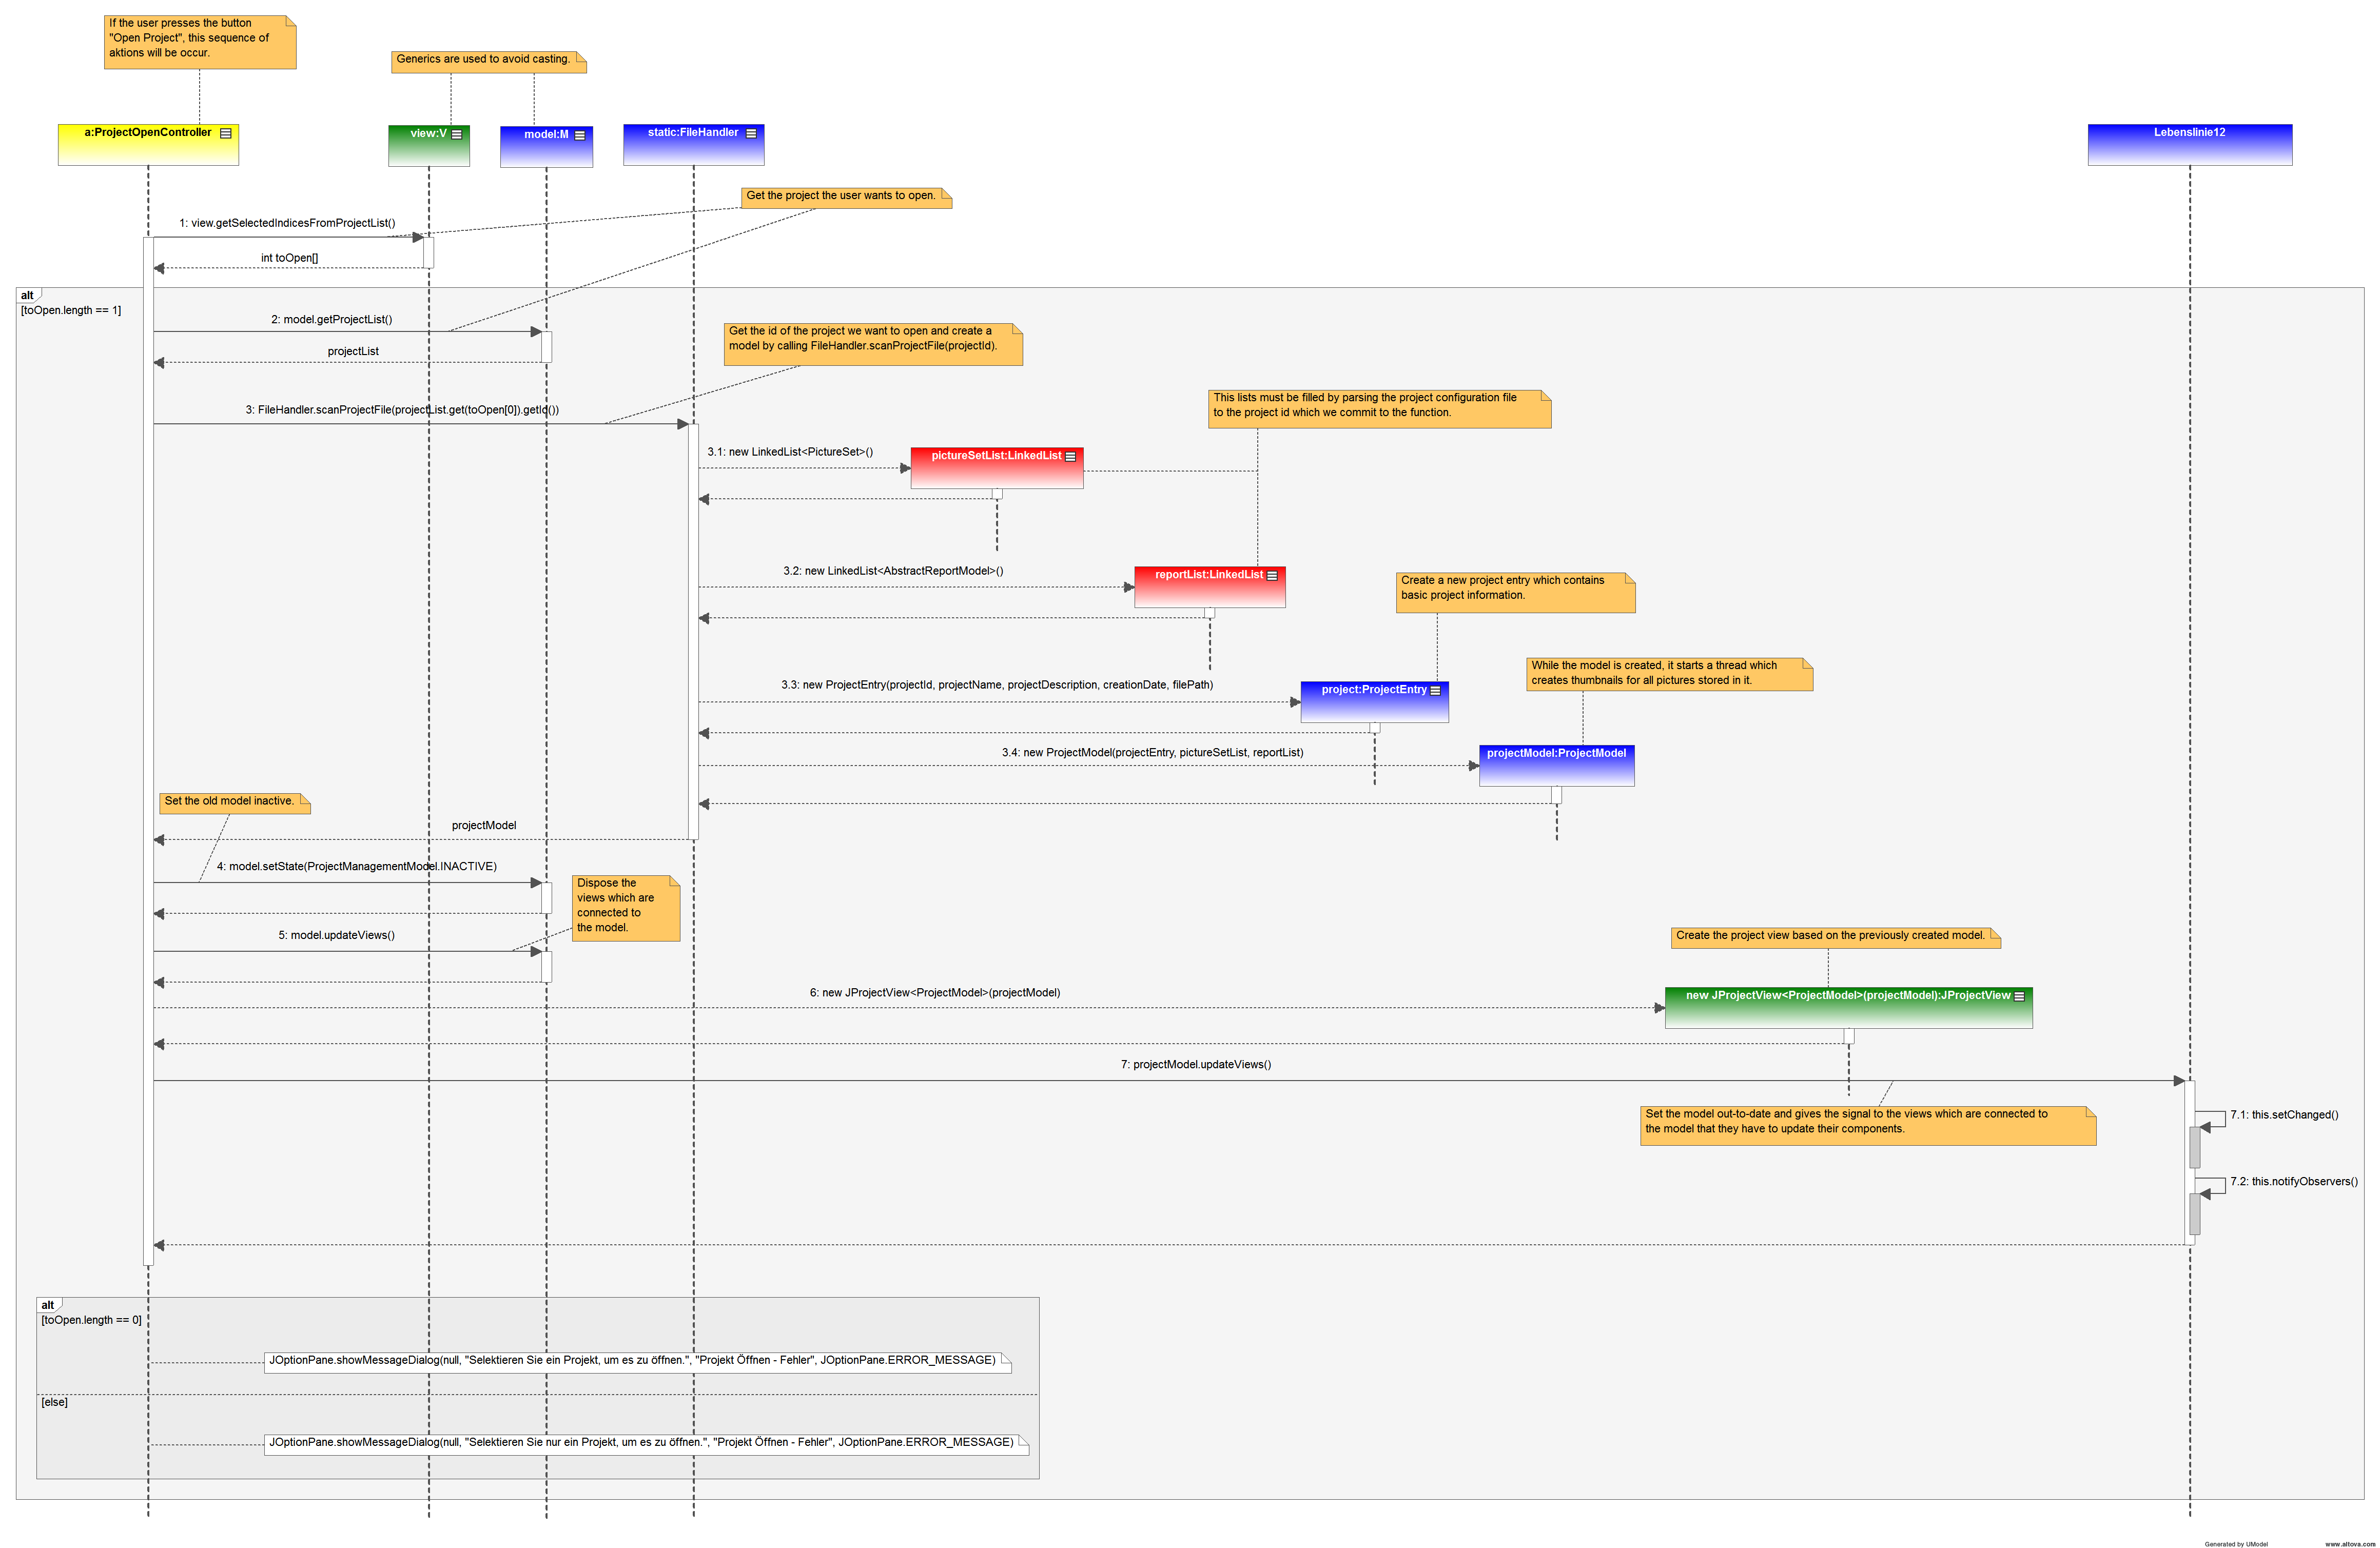 If the user presses the button
"Open Project", this sequence of
aktions will be occur.
Generics are used to avoid casting.
a:ProjectOpenController
view:V
model:M
static:FileHandler
Lebenslinie12
Get the project the user wants to open.
1: view.getSelectedIndicesFromProjectList()
int toOpen[]
alt
[toOpen.length == 1]
2: model.getProjectList()
projectList
Get the id of the project we want to open and create a
model by calling FileHandler.scanProjectFile(projectId).
3: FileHandler.scanProjectFile(projectList.get(toOpen[0]).getId())
This lists must be filled by parsing the project configuration file
to the project id which we commit to the function.
3.1: new LinkedList<PictureSet>()
pictureSetList:LinkedList
3.2: new LinkedList<AbstractReportModel>()
reportList:LinkedList
Create a new project entry which contains
basic project information.
3.3: new ProjectEntry(projectId, projectName, projectDescription, creationDate, filePath)
project:ProjectEntry
While the model is created, it starts a thread which
creates thumbnails for all pictures stored in it.
3.4: new ProjectModel(projectEntry, pictureSetList, reportList)
projectModel:ProjectModel
Set the old model inactive.
projectModel
4: model.setState(ProjectManagementModel.INACTIVE)
Dispose the
views which are
connected to
the model.
5: model.updateViews()
Create the project view based on the previously created model.
6: new JProjectView<ProjectModel>(projectModel)
new JProjectView<ProjectModel>(projectModel):JProjectView
7: projectModel.updateViews()
Set the model out-to-date and gives the signal to the views which are connected to
the model that they have to update their components.
7.1: this.setChanged()
7.2: this.notifyObservers()
alt
[toOpen.length == 0]
JOptionPane.showMessageDialog(null, "Selektieren Sie ein Projekt, um es zu öffnen.", "Projekt Öffnen - Fehler", JOptionPane.ERROR_MESSAGE)
[else]
JOptionPane.showMessageDialog(null, "Selektieren Sie nur ein Projekt, um es zu öffnen.", "Projekt Öffnen - Fehler", JOptionPane.ERROR_MESSAGE)
Generated by UModel
www.altova.com